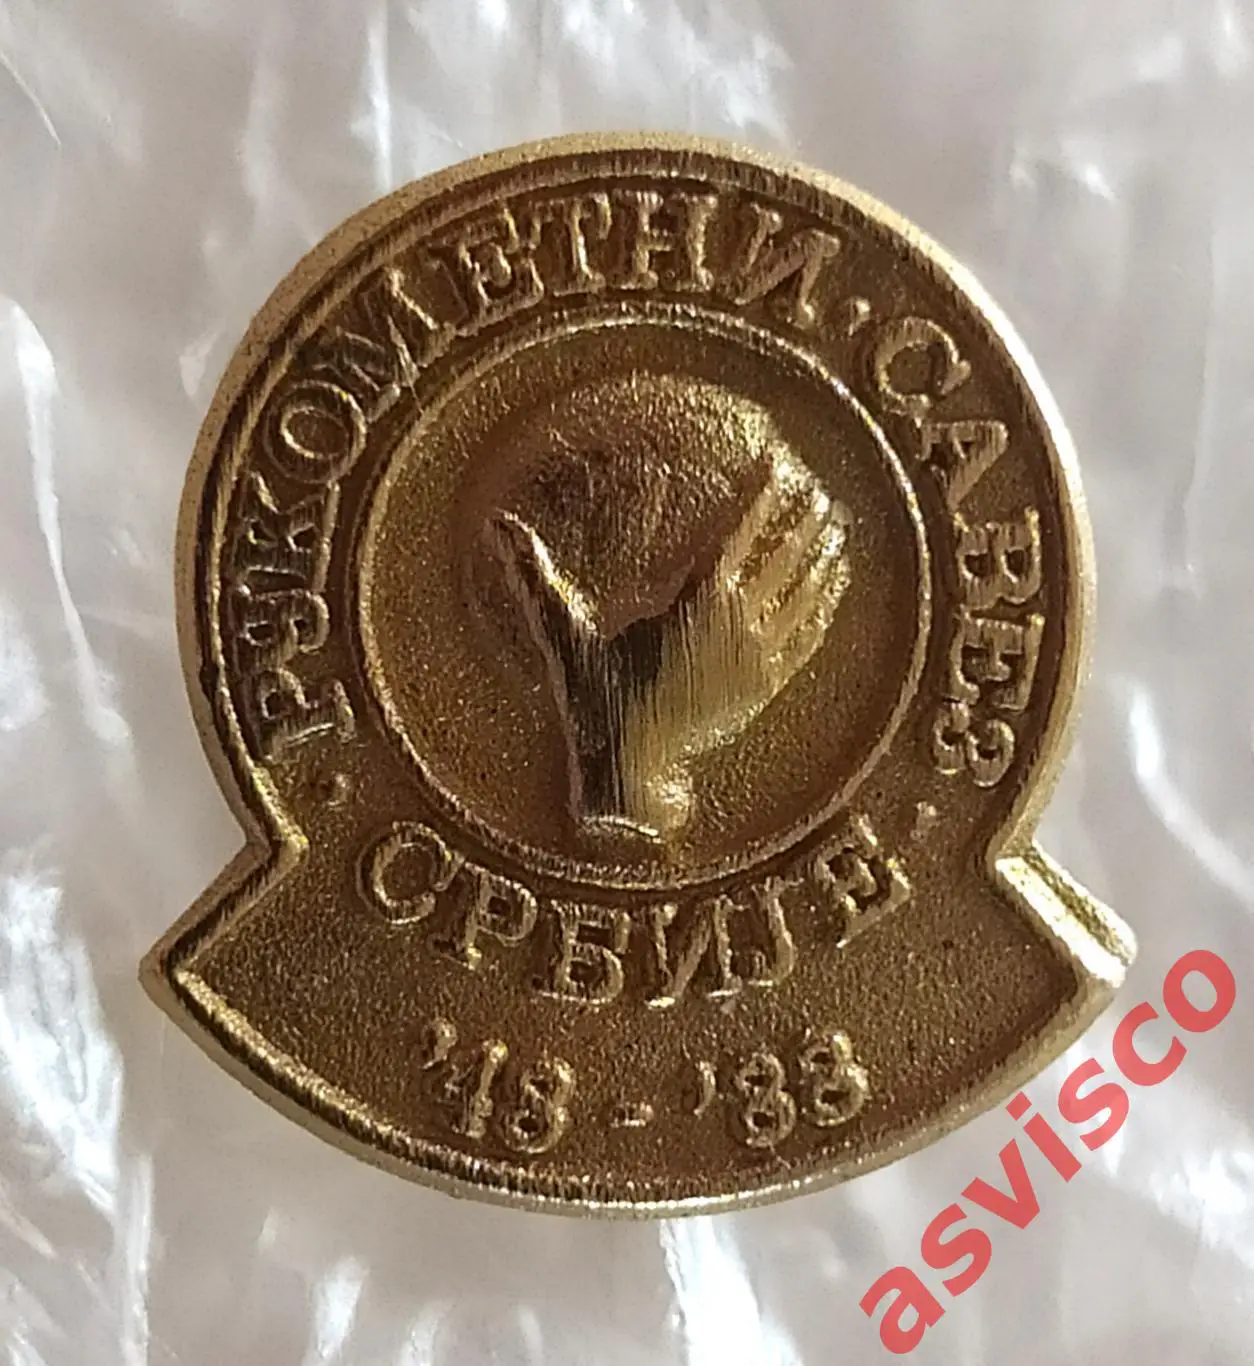 РУКОМЕТНИ · САВЕЗ
· СРБИЈЕ ·
'48 - '88
asvisco